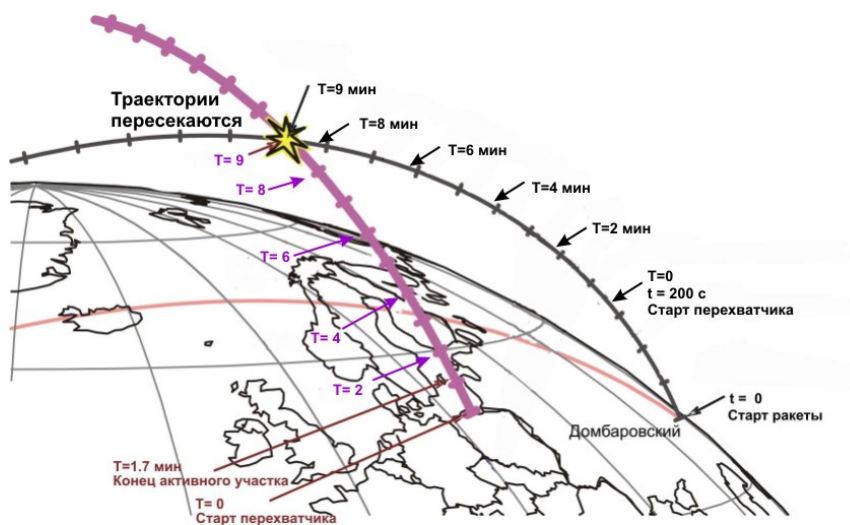 T=9 мин
Траектории
пересекаются
T=8 мин
T= 9
T=6 мин
T= 8
T=4 мин
T=2 мин
T= 6
T=0
t = 200 с
Старт перехватчика
T= 4
T= 2
t = 0
Старт ракеты
Домбаровский
T=1.7 мин
Конец активного участка
T= 0
Старт перехватчика